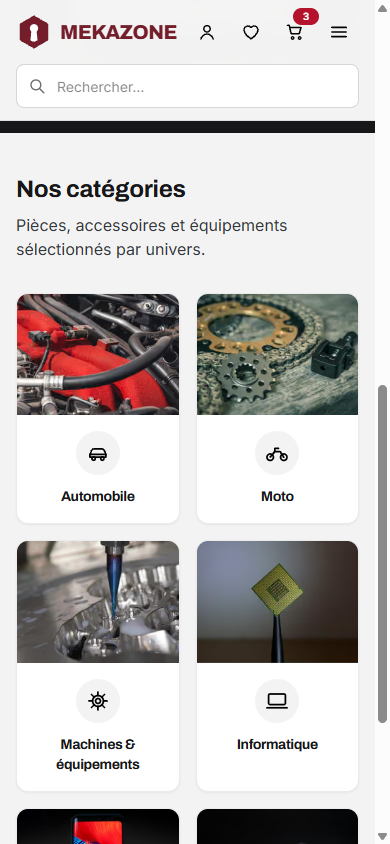 MEKAZONE
3
Rechercher...
Nos catégories
Pièces, accessoires et équipements
sélectionnés par univers.
Automobile
Moto
Machines &
équipements
Informatique